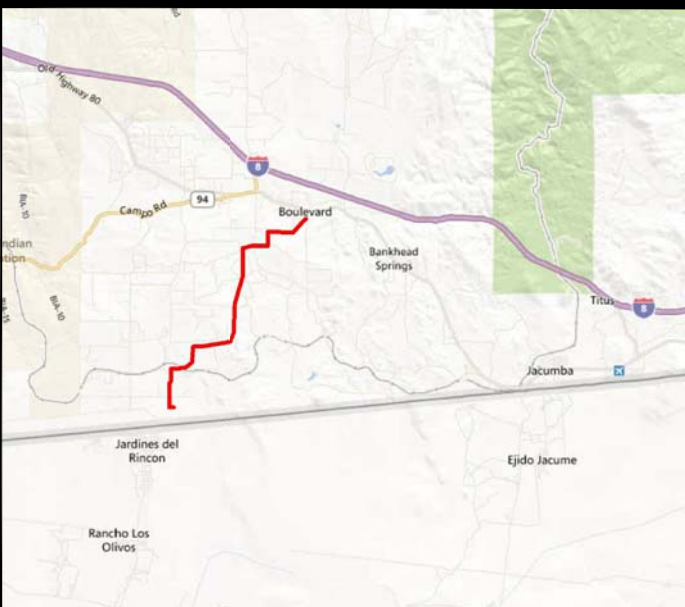 Old Highway 80
8
94
Campo Rd
Boulevard
BIA-10
ndian
tion
BIA-10
BIA-15
Bankhead
Springs
Titus
8
Jacumba
Jardines del
Rincon
Ejido Jacume
Rancho Los
Olivos